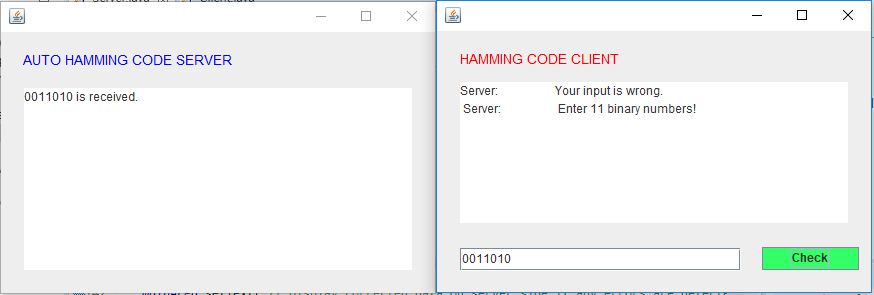 AUTO HAMMING CODE SERVER
0011010 is received.
HAMMING CODE CLIENT
Server: Your input is wrong.
Server: Enter 11 binary numbers!
0011010
Check